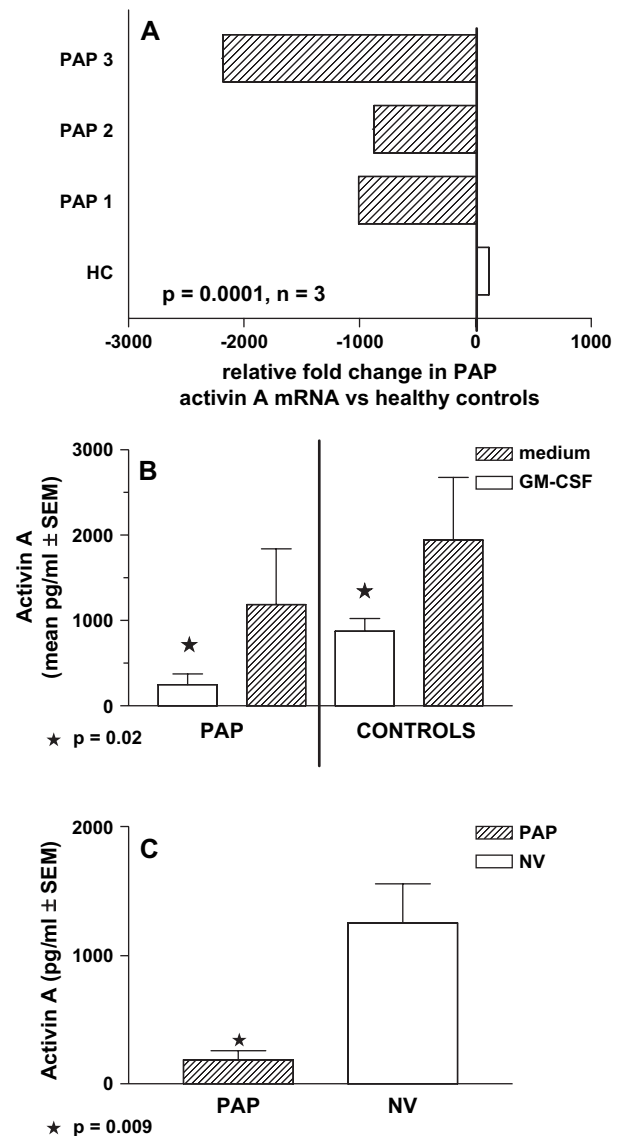 A
PAP 3
PAP 2
PAP 1
HC
p = 0.0001, n = 3
-3000 -2000 -1000 0 1000
relative fold change in PAP
activin A mRNA vs healthy controls
B
medium
GM-CSF
Activin A
(mean pg/ml ± SEM)
3000
2000
1000
0
★
★
PAP CONTROLS
★ p = 0.02
C
PAP
NV
Activin A (pg/ml ± SEM)
2000
1000
0
★
PAP NV
★ p = 0.009